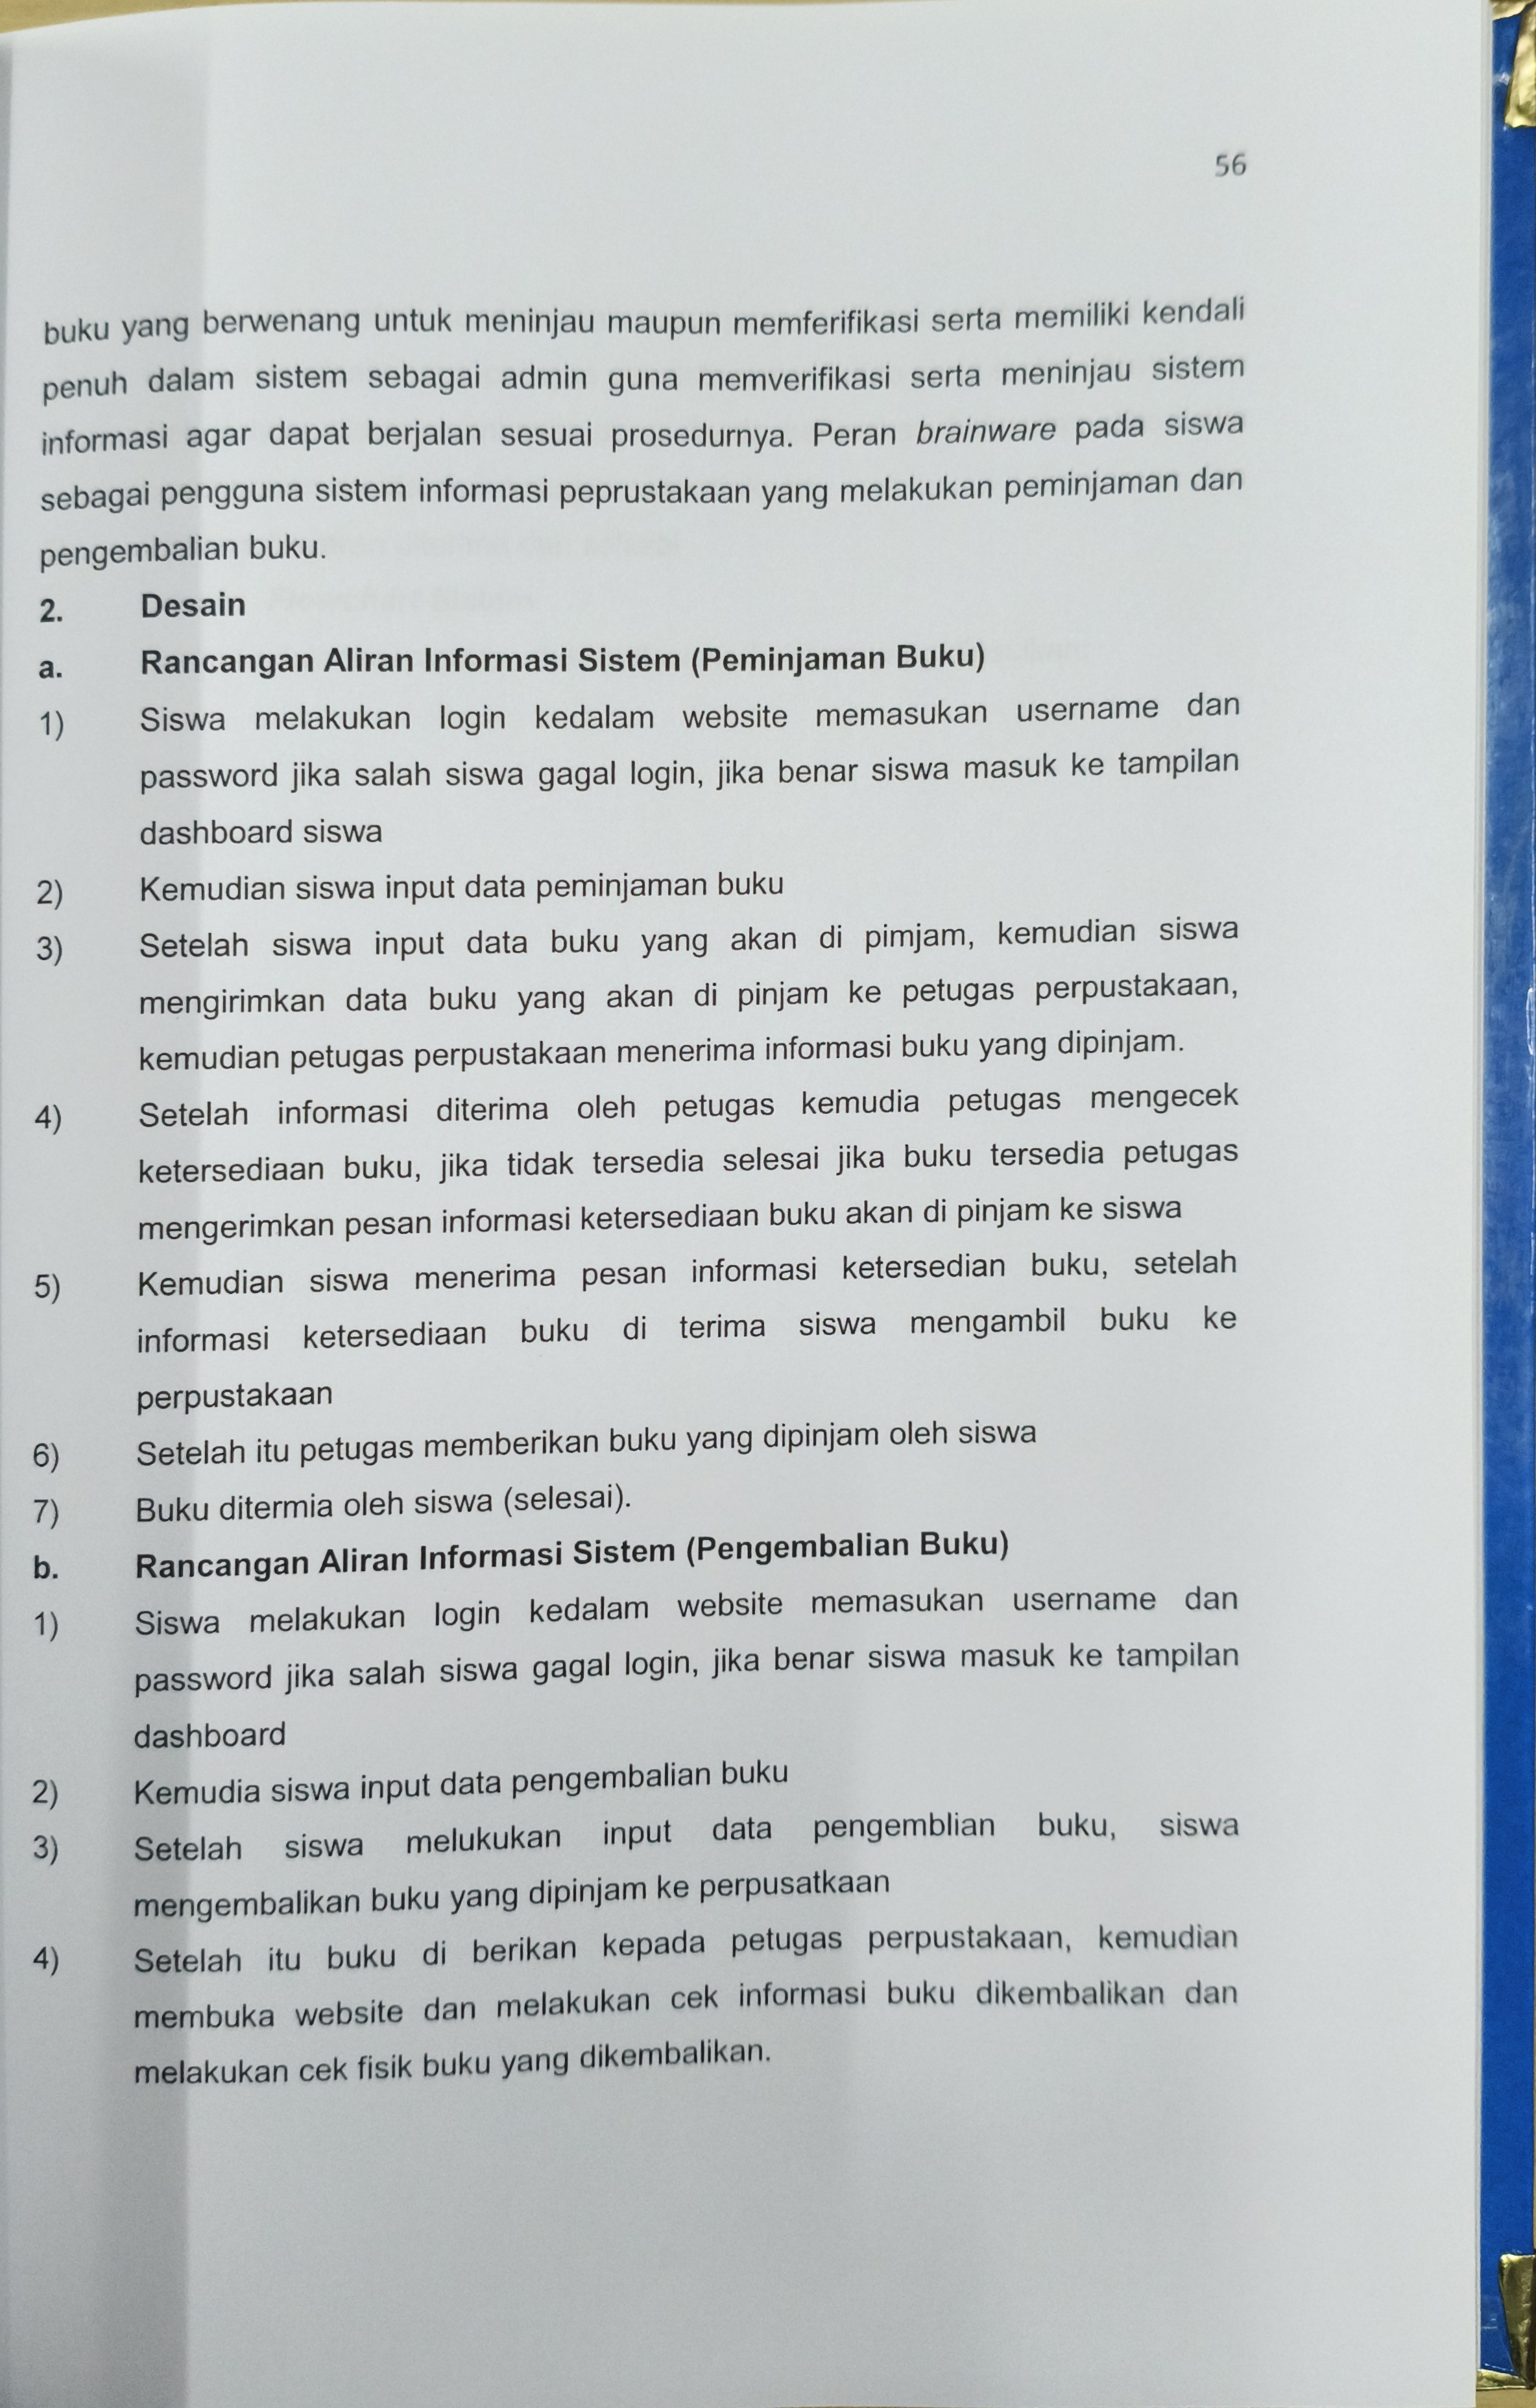 56
buku yang berwenang untuk meninjau maupun memferifikasi serta memiliki kendali
penuh dalam sistem sebagai admin guna memverifikasi serta meninjau sistem
informasi agar dapat berjalan sesuai prosedurnya. Peran brainware pada siswa
sebagai pengguna sistem informasi peprustakaan yang melakukan peminjaman dan
pengembalian buku.
2. Desain
a. Rancangan Aliran Informasi Sistem (Peminjaman Buku)
1) Siswa melakukan login kedalam website memasukan username dan
password jika salah siswa gagal login, jika benar siswa masuk ke tampilan
dashboard siswa
2) Kemudian siswa input data peminjaman buku
3) Setelah siswa input data buku yang akan di pimjam, kemudian siswa
mengirimkan data buku yang akan di pinjam ke petugas perpustakaan,
kemudian petugas perpustakaan menerima informasi buku yang dipinjam.
4) Setelah informasi diterima oleh petugas kemudia petugas mengecek
ketersediaan buku, jika tidak tersedia selesai jika buku tersedia petugas
mengerimkan pesan informasi ketersediaan buku akan di pinjam ke siswa
5) Kemudian siswa menerima pesan informasi ketersedian buku, setelah
informasi ketersediaan buku di terima siswa mengambil buku ke
perpustakaan
6) Setelah itu petugas memberikan buku yang dipinjam oleh siswa
7) Buku ditermia oleh siswa (selesai).
b. Rancangan Aliran Informasi Sistem (Pengembalian Buku)
1) Siswa melakukan login kedalam website memasukan username dan
password jika salah siswa gagal login, jika benar siswa masuk ke tampilan
dashboard
2) Kemudia siswa input data pengembalian buku
3) Setelah siswa melukukan input data pengemblian buku, siswa
mengembalikan buku yang dipinjam ke perpusatkaan
4) Setelah itu buku di berikan kepada petugas perpustakaan, kemudian
membuka website dan melakukan cek informasi buku dikembalikan dan
melakukan cek fisik buku yang dikembalikan.